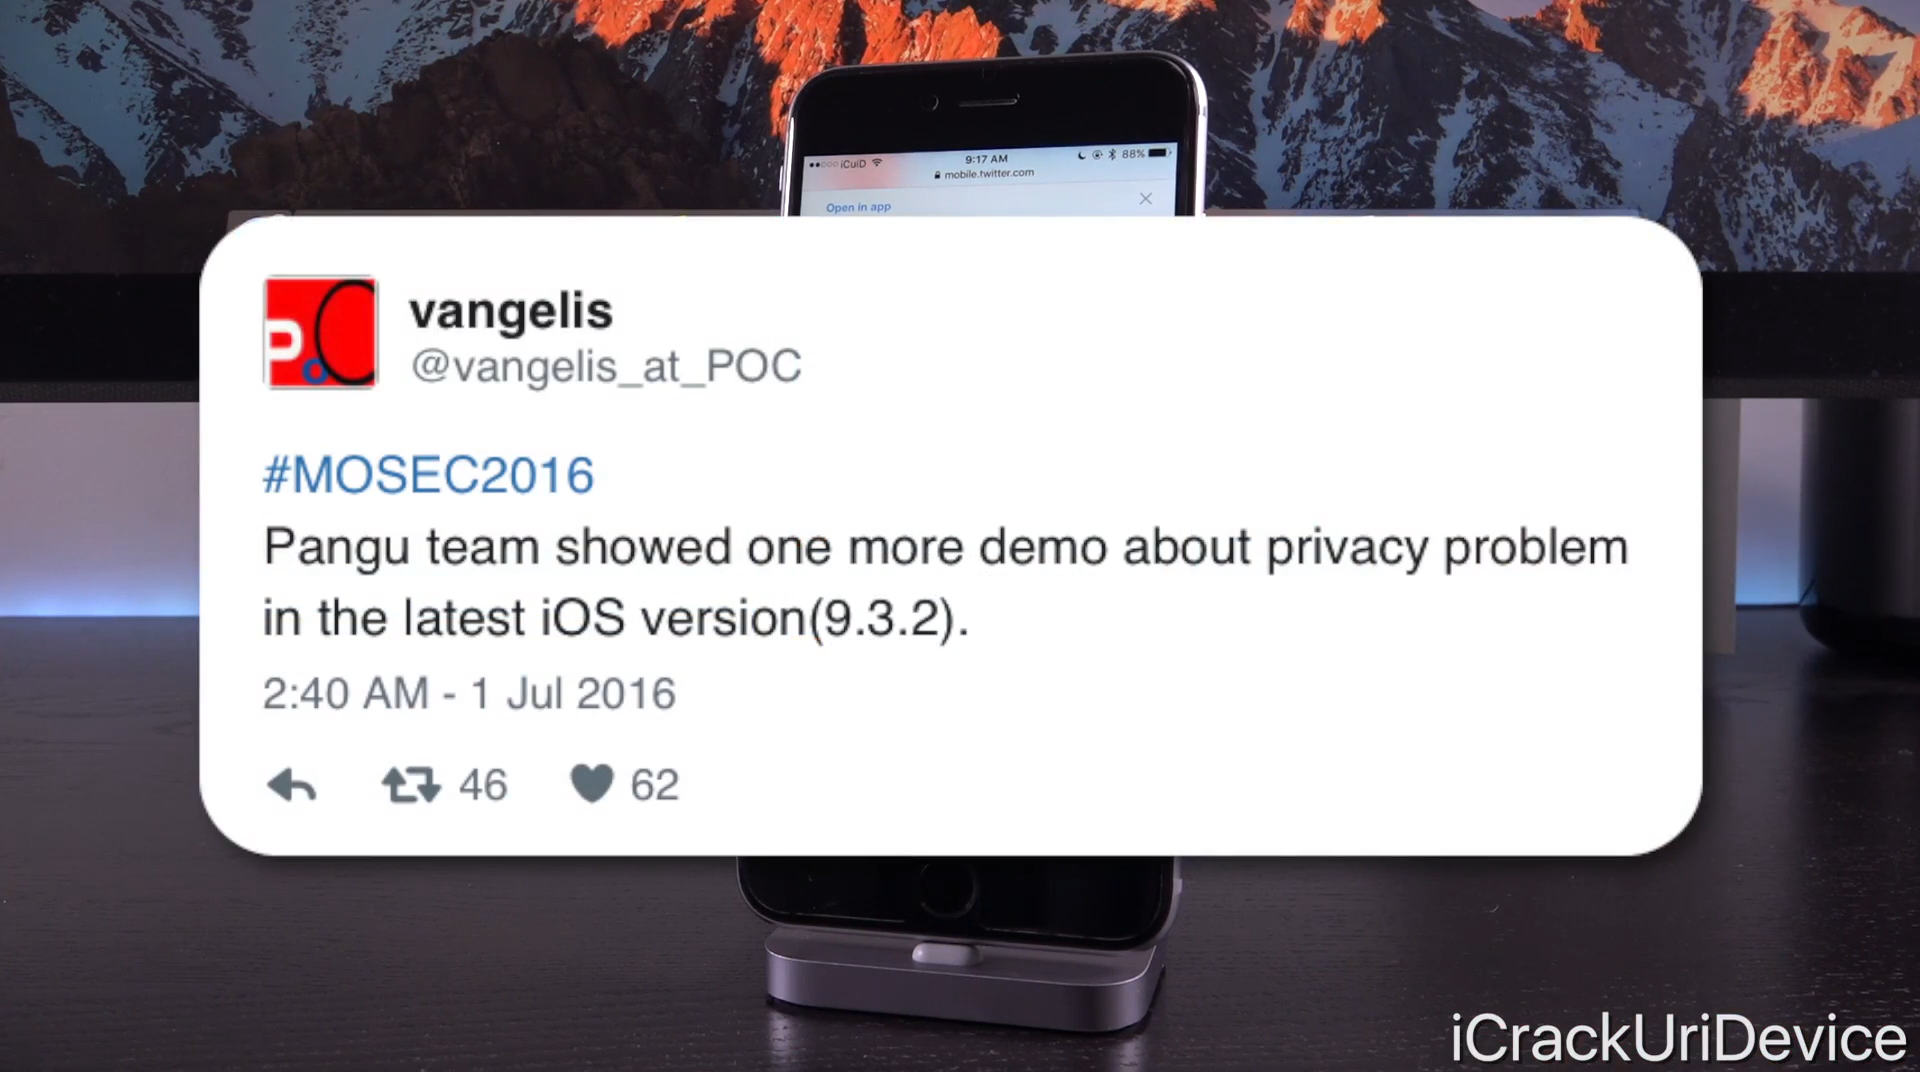 iCuiD
9:17 AM
88%
mobile.twitter.com
Open in app
P.O
vangelis
@vangelis_at_POC
#MOSEC2016
Pangu team showed one more demo about privacy problem
in the latest iOS version(9.3.2).
2:40 AM - 1 Jul 2016
46
62
iCrackUriDevice